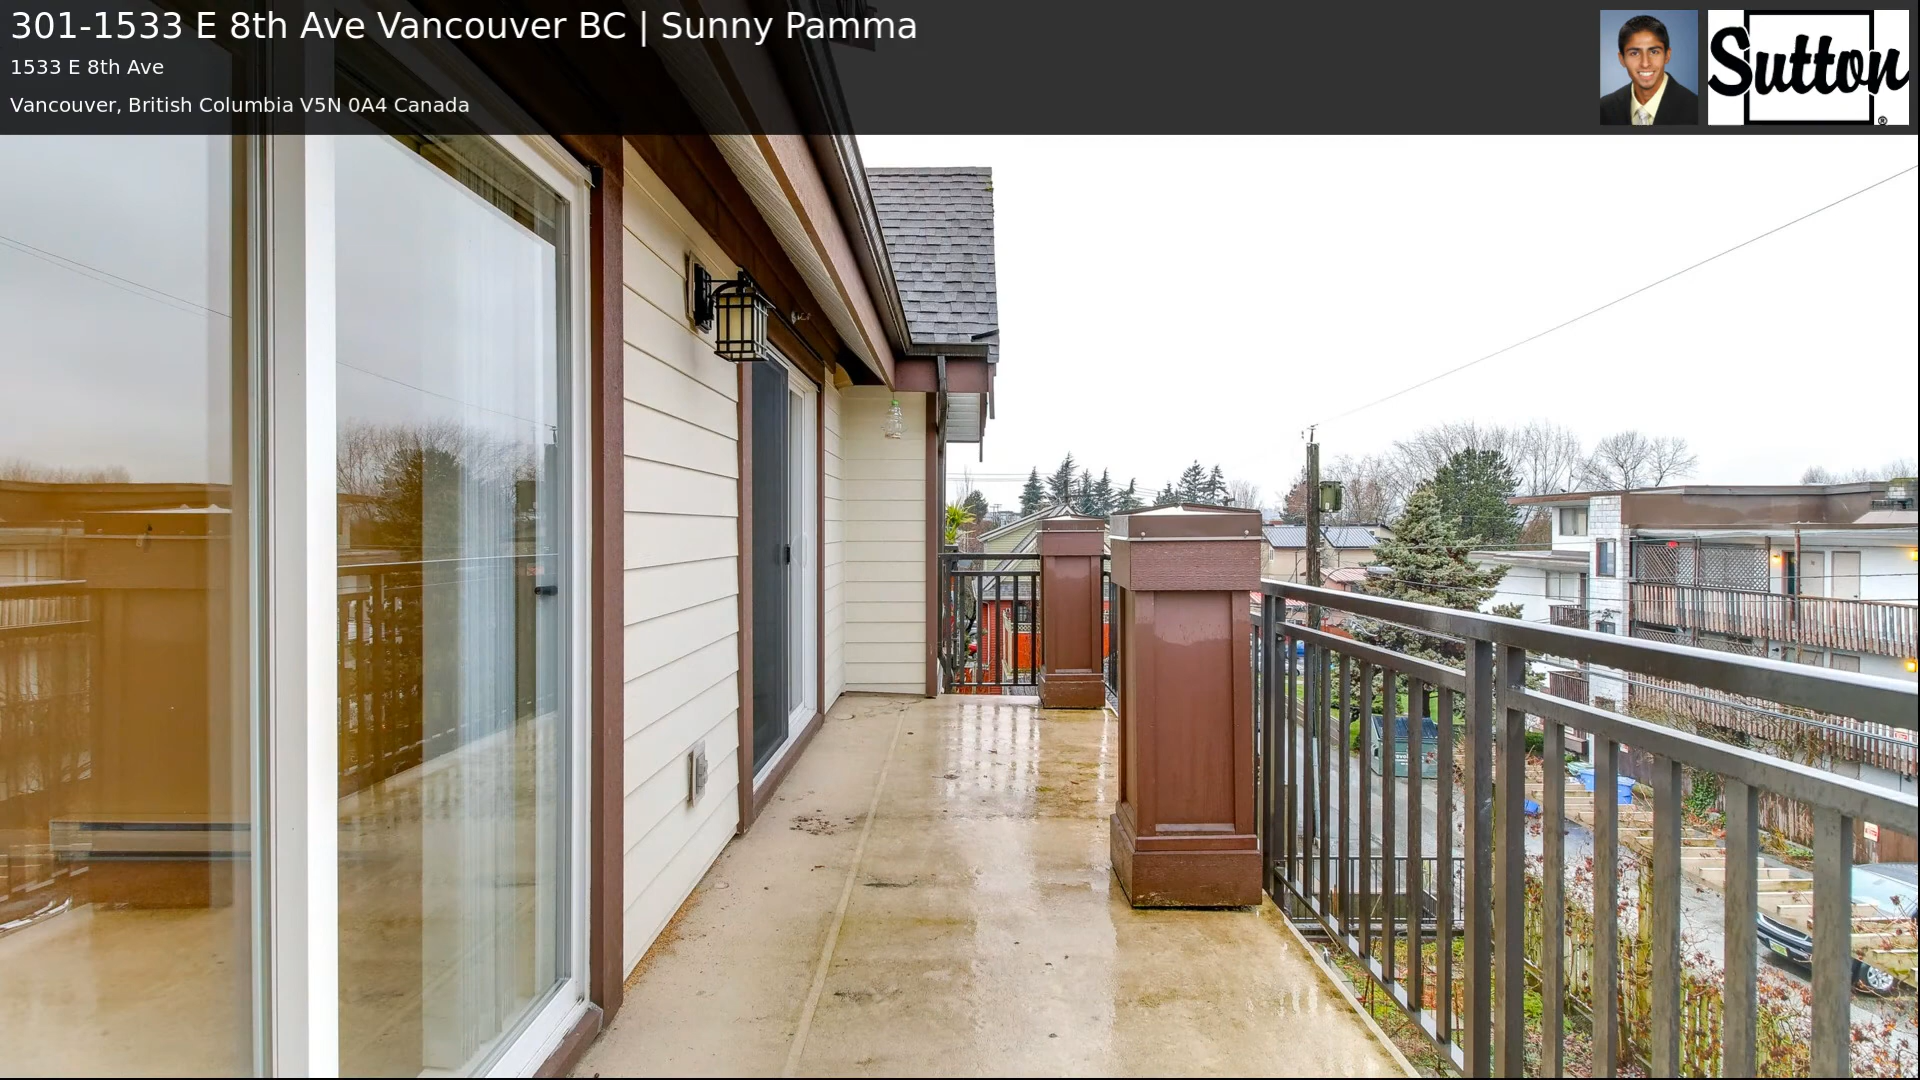 301-1533 E 8th Ave Vancouver BC | Sunny Pamma
1533 E 8th Ave
Vancouver, British Columbia V5N 0A4 Canada
Sutton
®